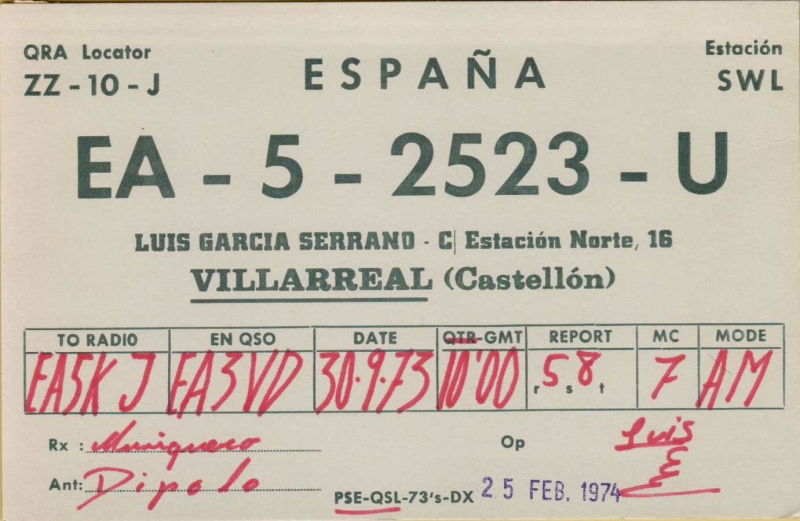 QRA Locator
ZZ - 10 - J
ESPAÑA
Estación
SWL
EA - 5 - 2523 - U
LUIS GARCIA SERRANO - C| Estación Norte, 16
VILLARREAL (Castellón)
TO RADIO EN QSO DATE QTR-GMT REPORT MC MODE
EA5KJ EA3VD 30-9-73 10'00 r 5 s 8 t 7 AM
Rx :
Op Luis
Ant: Dipolo
PSE-QSL-73's-DX 25 FEB. 1974